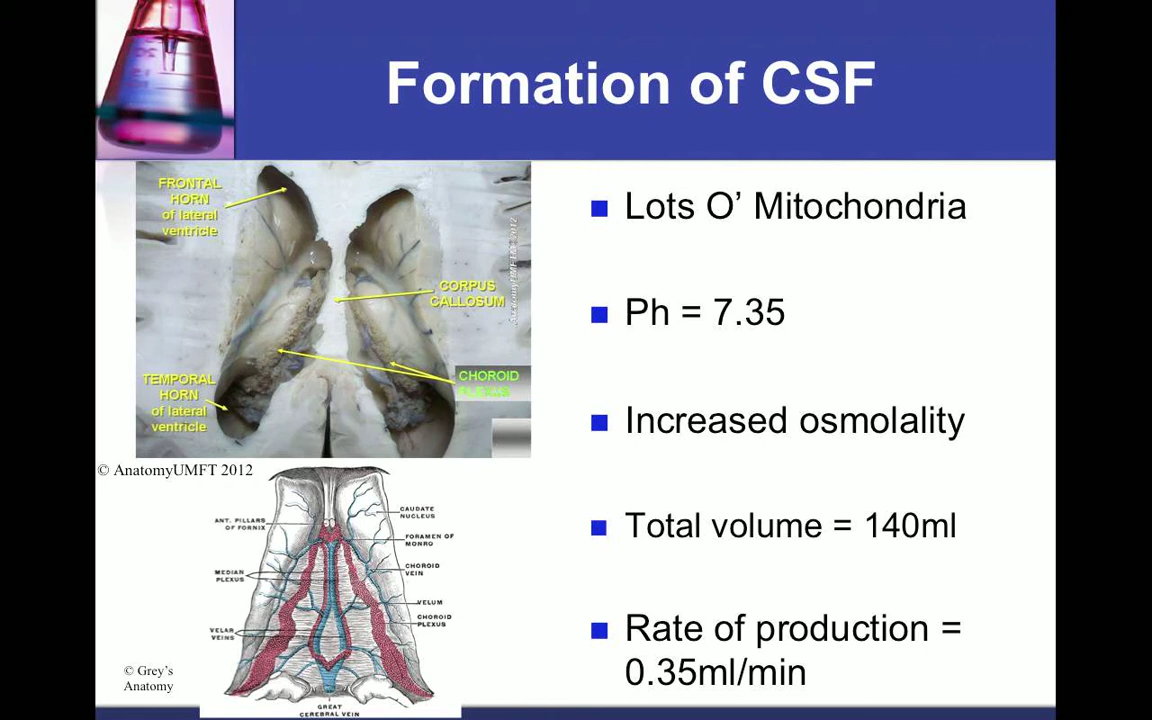 Formation of CSF
FRONTAL
HORN
of lateral
ventricle
CORPUS
CALLOSUM
CHOROID
PLEXUS
TEMPORAL
HORN
of lateral
ventricle
AnatomyUMFT 2012
© AnatomyUMFT 2012
ANT. PILLARS
OF FORNIX
CAUDATE
NUCLEUS
FORAMEN OF
MONRO
CHOROID
VEIN
MEDIAN
PLEXUS
VELUM
CHOROID
PLEXUS
VELAR
VEINS
GREAT
CEREBRAL VEIN
© Grey's
Anatomy
Lots O’ Mitochondria
Ph = 7.35
Increased osmolality
Total volume = 140ml
Rate of production =
0.35ml/min